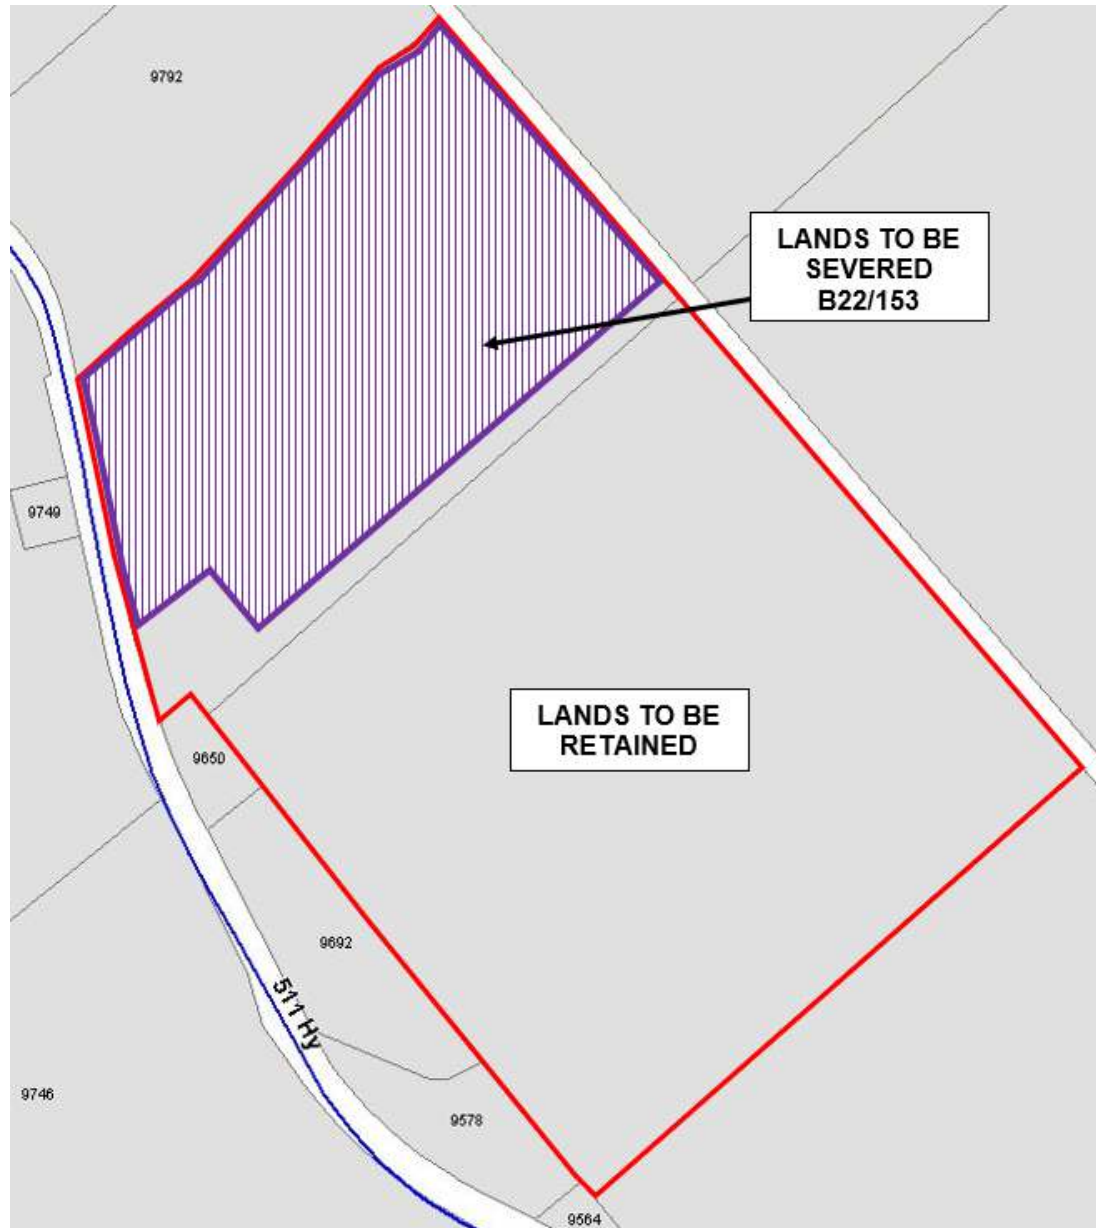 9792
LANDS TO BE
SEVERED
B22/153
9749
LANDS TO BE
RETAINED
9650
9692
511 Hy
9746
9578
9564